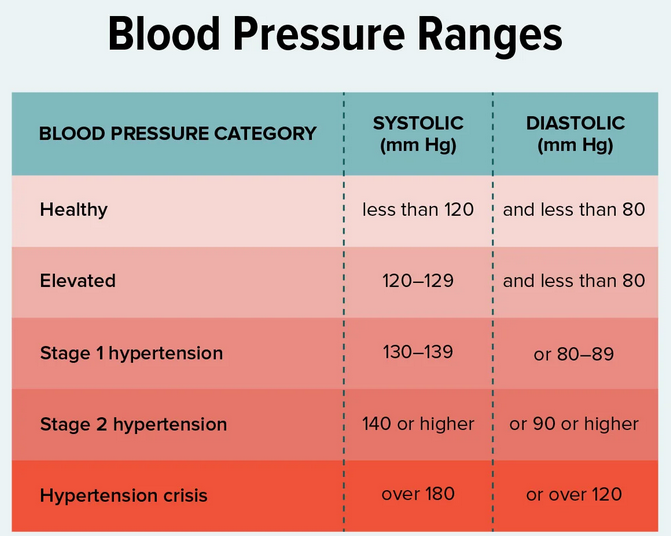 Blood Pressure Ranges
BLOOD PRESSURE CATEGORY
SYSTOLIC
(mm Hg)
DIASTOLIC
(mm Hg)
Healthy
less than 120
and less than 80
Elevated
120–129
and less than 80
Stage 1 hypertension
130–139
or 80–89
Stage 2 hypertension
140 or higher
or 90 or higher
Hypertension crisis
over 180
or over 120